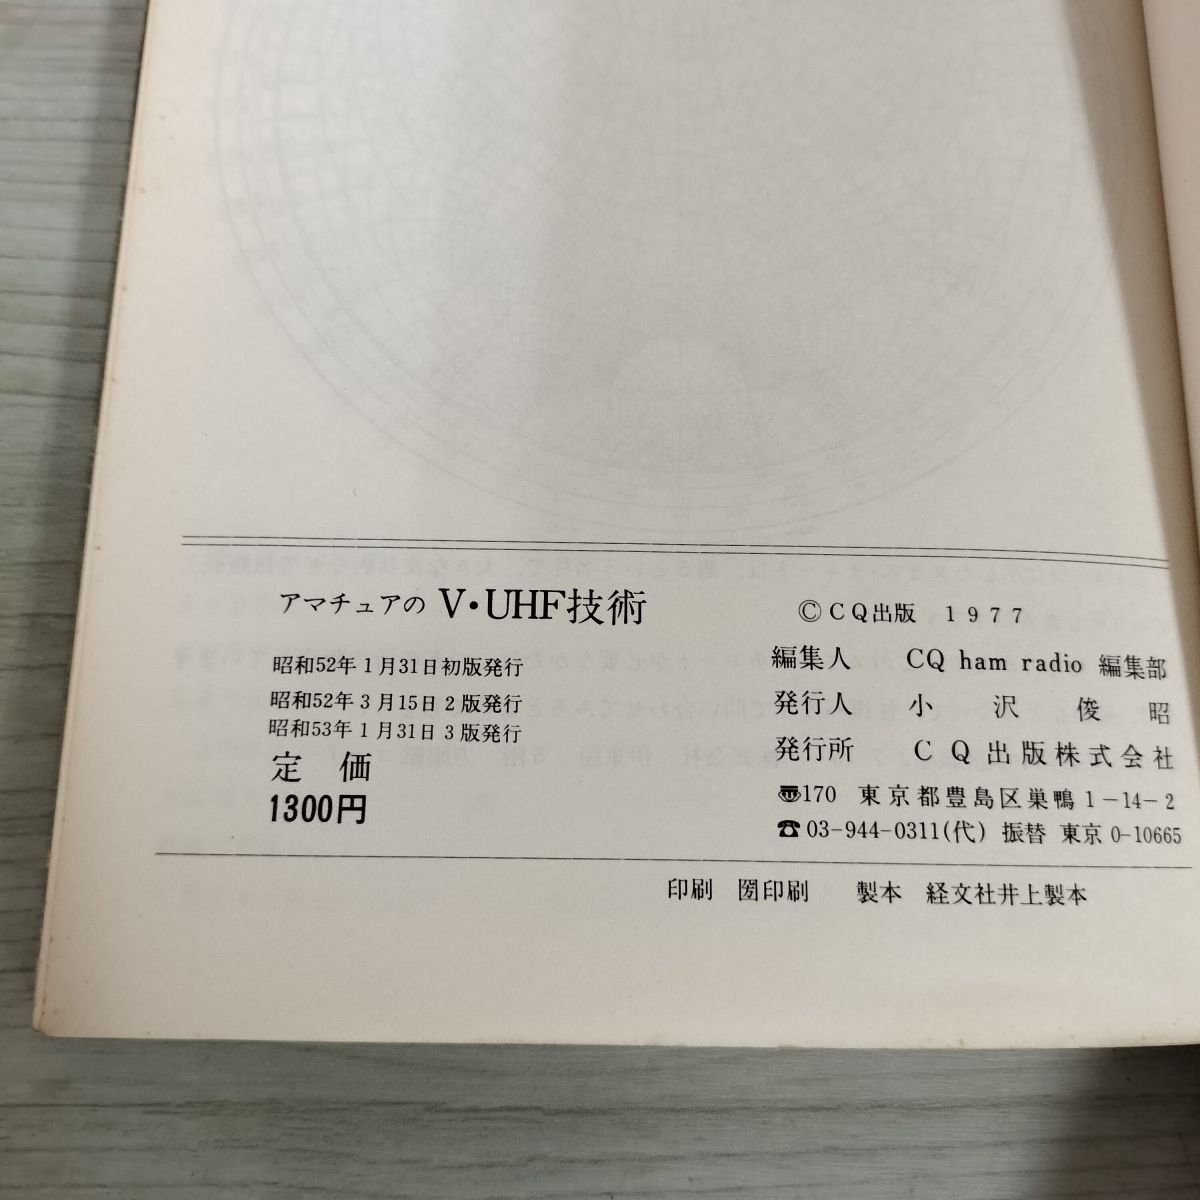 アマチュアの V・UHF技術
昭和52年1月31日初版発行
昭和52年3月15日2版発行
昭和53年1月31日3版発行
定 価
1300円
©CQ出版 1977
編集人 CQ ham radio 編集部
発行人 小沢俊昭
発行所 CQ出版株式会社
〠170 東京都豊島区巣鴨1-14-2
☎03-944-0311(代) 振替 東京0-10665
印刷 印刷 製本 経文社井上製本